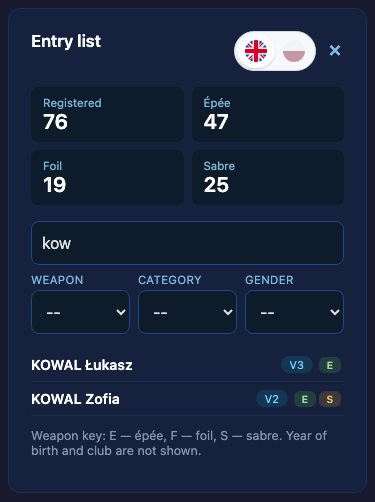 Entry list
×
Registered
76
Épée
47
Foil
19
Sabre
25
kow
WEAPON CATEGORY GENDER
-- -- --
KOWAL Łukasz V3 E
KOWAL Zofia V2 E S
Weapon key: E — épée, F — foil, S — sabre. Year of
birth and club are not shown.